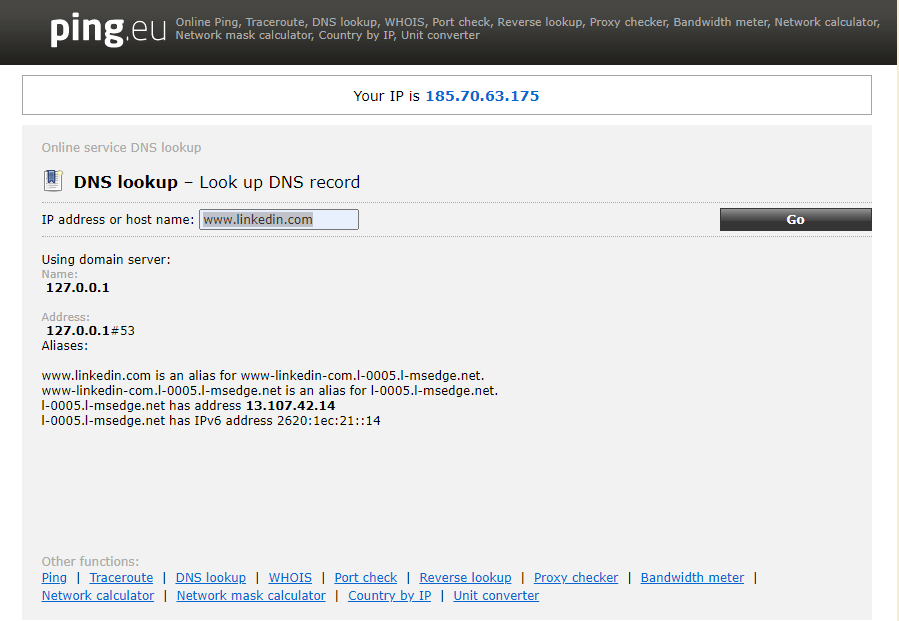 ping.eu
Online Ping, Traceroute, DNS lookup, WHOIS, Port check, Reverse lookup, Proxy checker, Bandwidth meter, Network calculator,
Network mask calculator, Country by IP, Unit converter
Your IP is 185.70.63.175
Online service DNS lookup
DNS lookup – Look up DNS record
IP address or host name: www.linkedin.com Go
Using domain server:
Name:
127.0.0.1
Address:
127.0.0.1#53
Aliases:
www.linkedin.com is an alias for www-linkedin-com.l-0005.l-msedge.net.
www-linkedin-com.l-0005.l-msedge.net is an alias for l-0005.l-msedge.net.
l-0005.l-msedge.net has address 13.107.42.14
l-0005.l-msedge.net has IPv6 address 2620:1ec:21::14
Other functions:
Ping | Traceroute | DNS lookup | WHOIS | Port check | Reverse lookup | Proxy checker | Bandwidth meter |
Network calculator | Network mask calculator | Country by IP | Unit converter